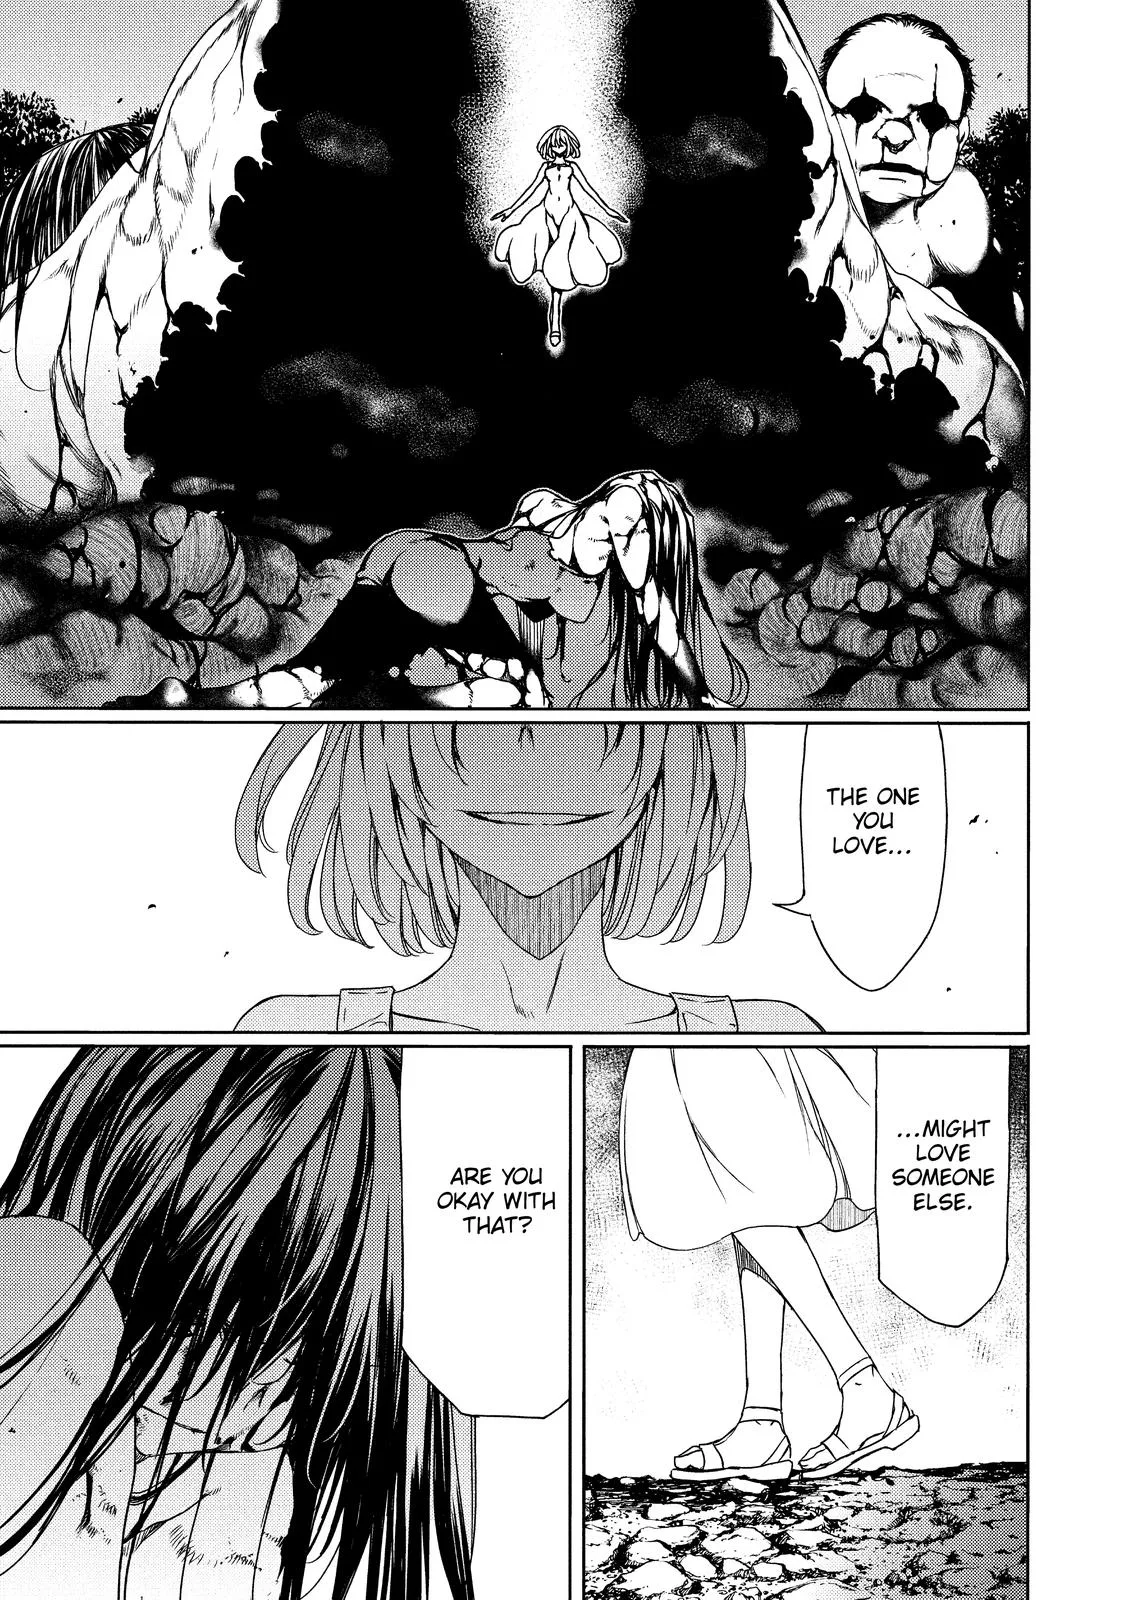 THE ONE
YOU
LOVE...
...MIGHT
LOVE
SOMEONE
ELSE.
ARE YOU
OKAY WITH
THAT?